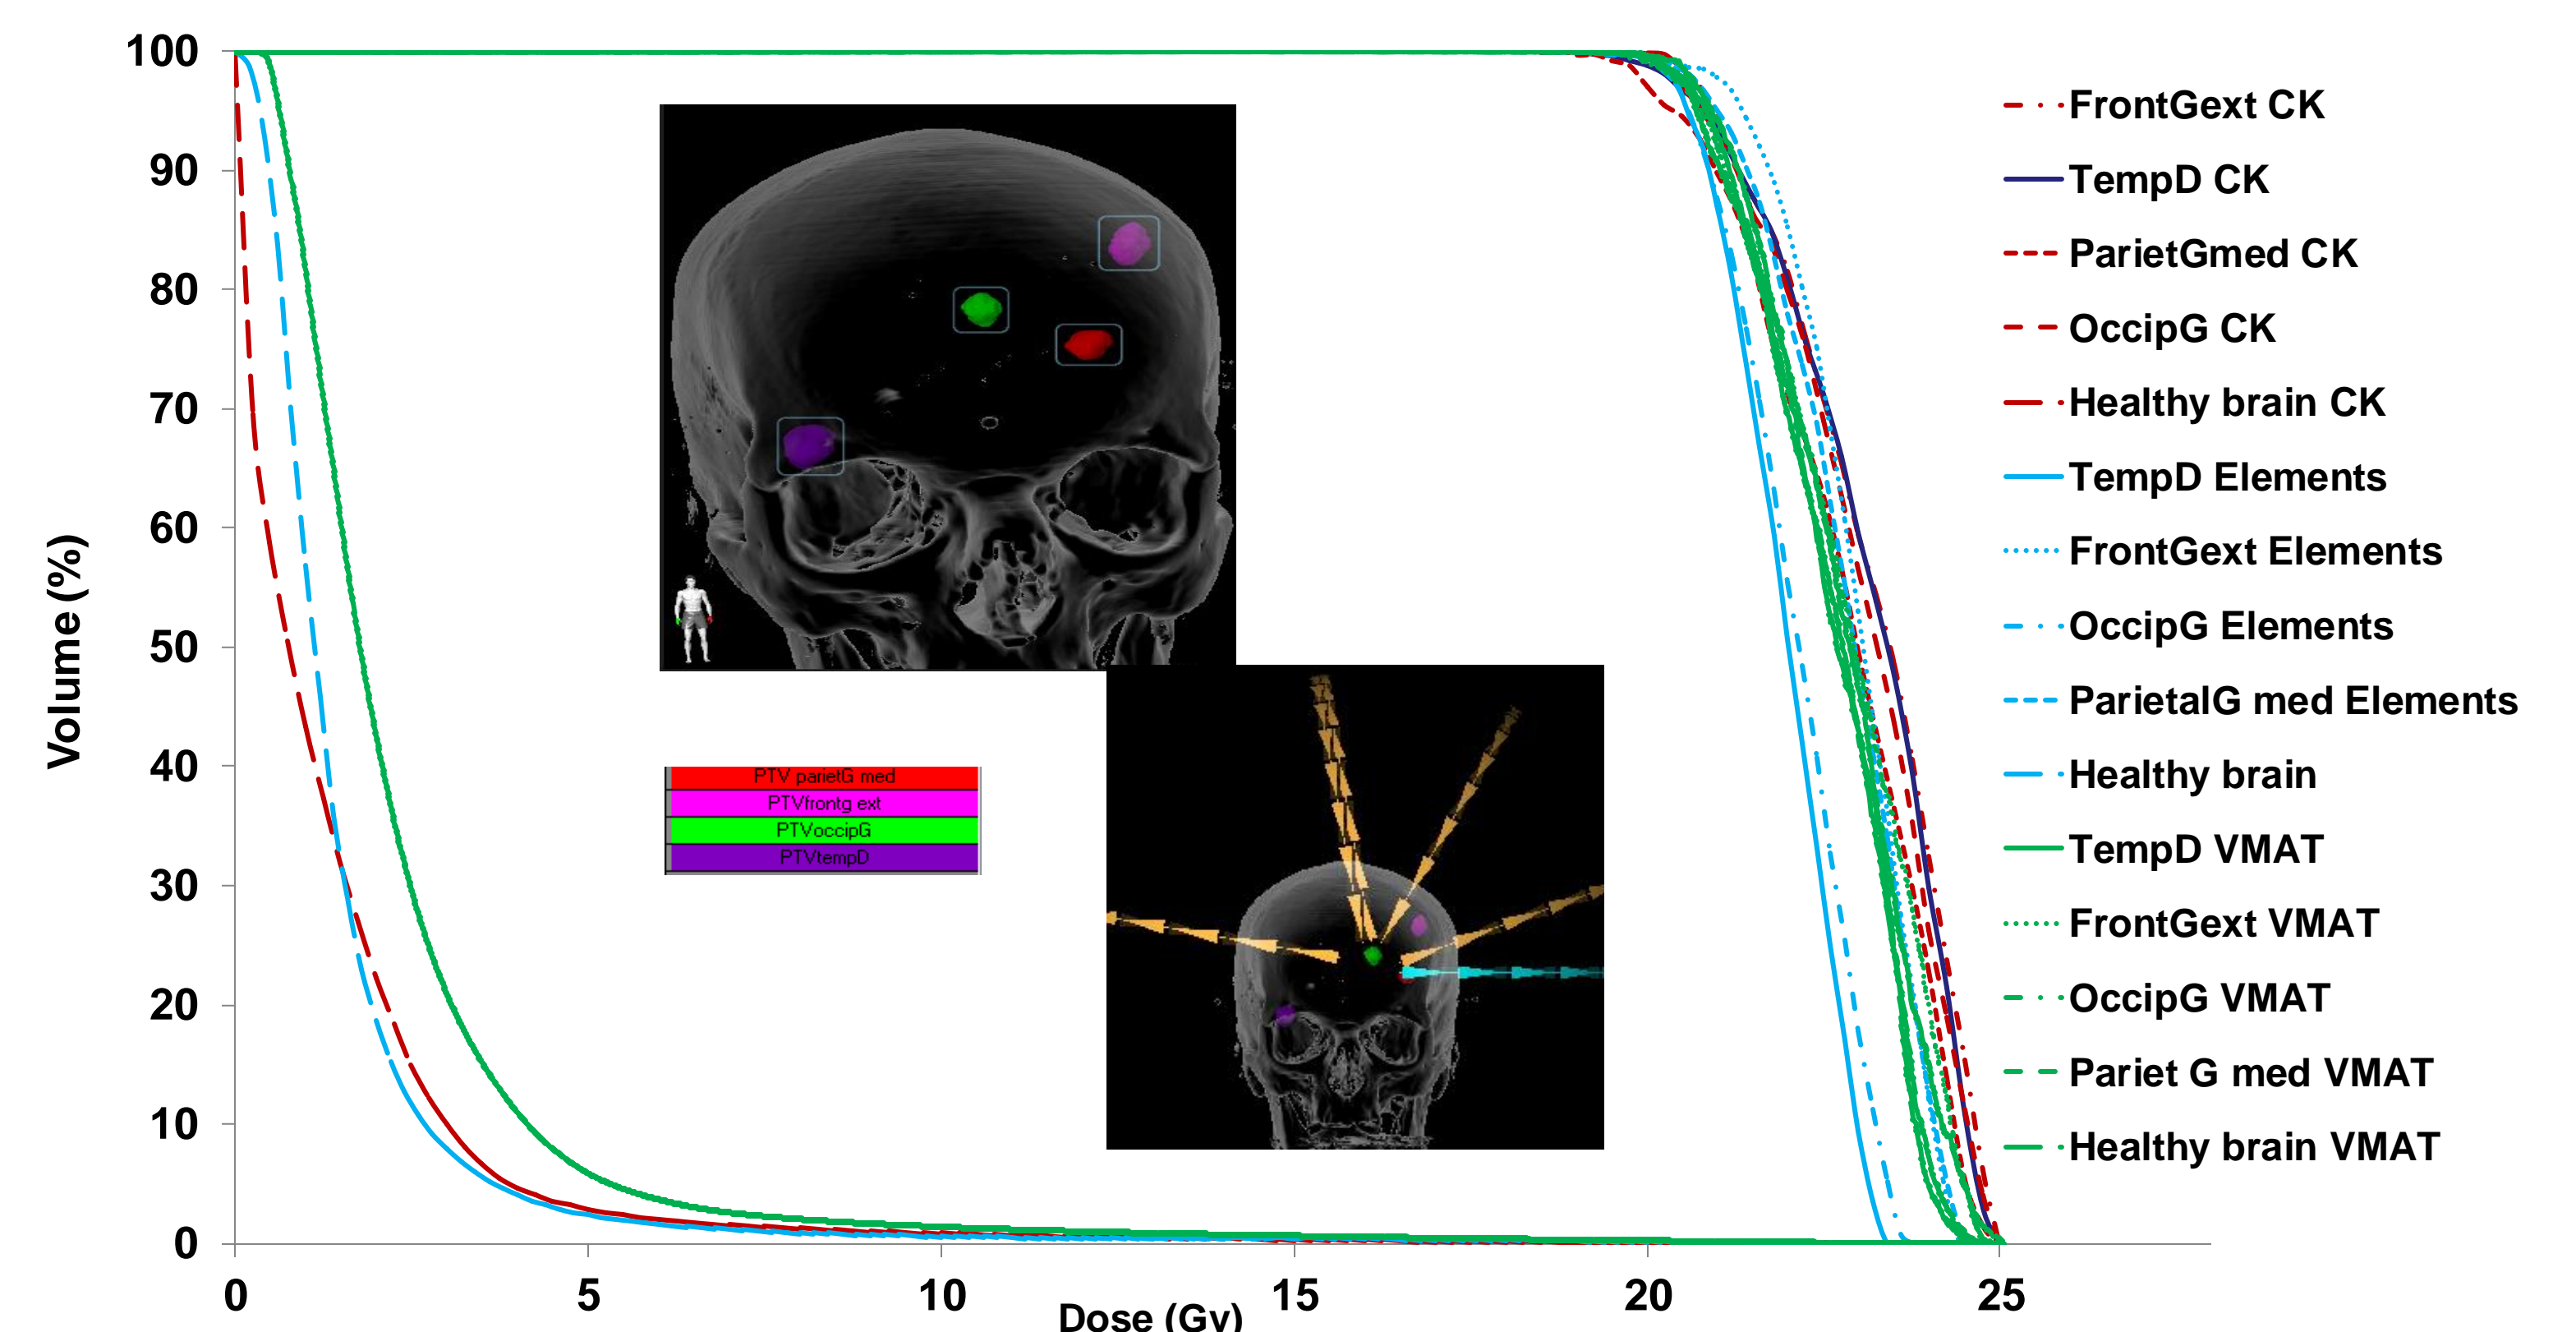 100
90
80
70
60
50
40
30
20
10
0
Volume (%)
0 5 10 15 20 25
Dose (Gy)
PTV parietG med
PTVfrontg ext
PTVoccipG
PTVtempD
FrontGext CK
TempD CK
ParietGmed CK
OccipG CK
Healthy brain CK
TempD Elements
FrontGext Elements
OccipG Elements
ParietalG med Elements
Healthy brain
TempD VMAT
FrontGext VMAT
OccipG VMAT
Pariet G med VMAT
Healthy brain VMAT